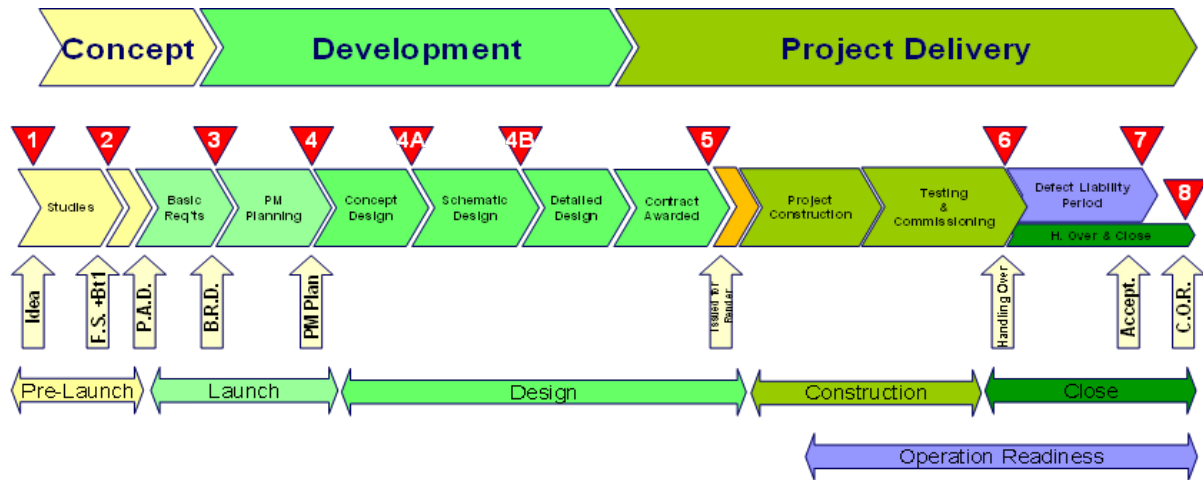 Concept
Development
Project Delivery
1
2
3
4
4A
4B
5
6
7
8
Studies
Basic
Req'ts
PM
Planning
Concept
Design
Schematic
Design
Detailed
Design
Contract
Awarded
Project
Construction
Testing
&
Commissioning
Defect Liability
Period
H. Over & Close
Idea
F.S. +Bt1
P.A.D.
B.R.D.
PM Plan
Issued for
Render
Handling Over
Accept.
C.O.R.
Pre-Launch
Launch
Design
Construction
Close
Operation Readiness